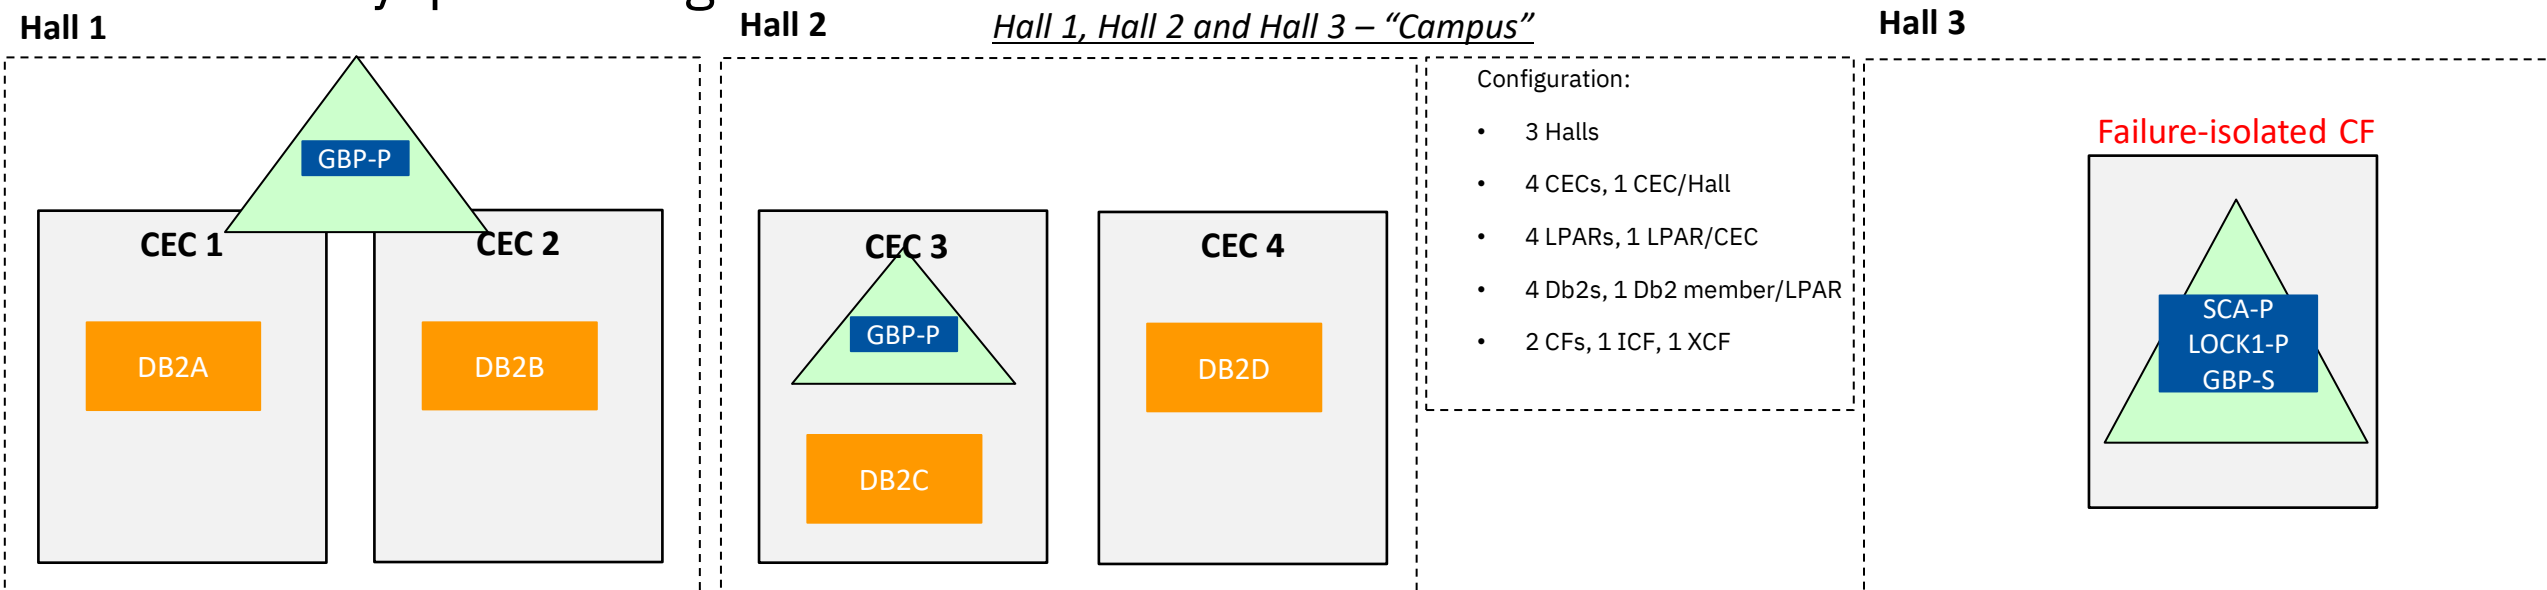 Hall 1
GBP-P
CEC 1
CEC 2
DB2A
DB2B
Hall 2
Hall 1, Hall 2 and Hall 3 – “Campus”
CEC 3
GBP-P
DB2C
CEC 4
DB2D
Configuration:
• 3 Halls
• 4 CECs, 1 CEC/Hall
• 4 LPARs, 1 LPAR/CEC
• 4 Db2s, 1 Db2 member/LPAR
• 2 CFs, 1 ICF, 1 XCF
Hall 3
Failure-isolated CF
SCA-P
LOCK1-P
GBP-S